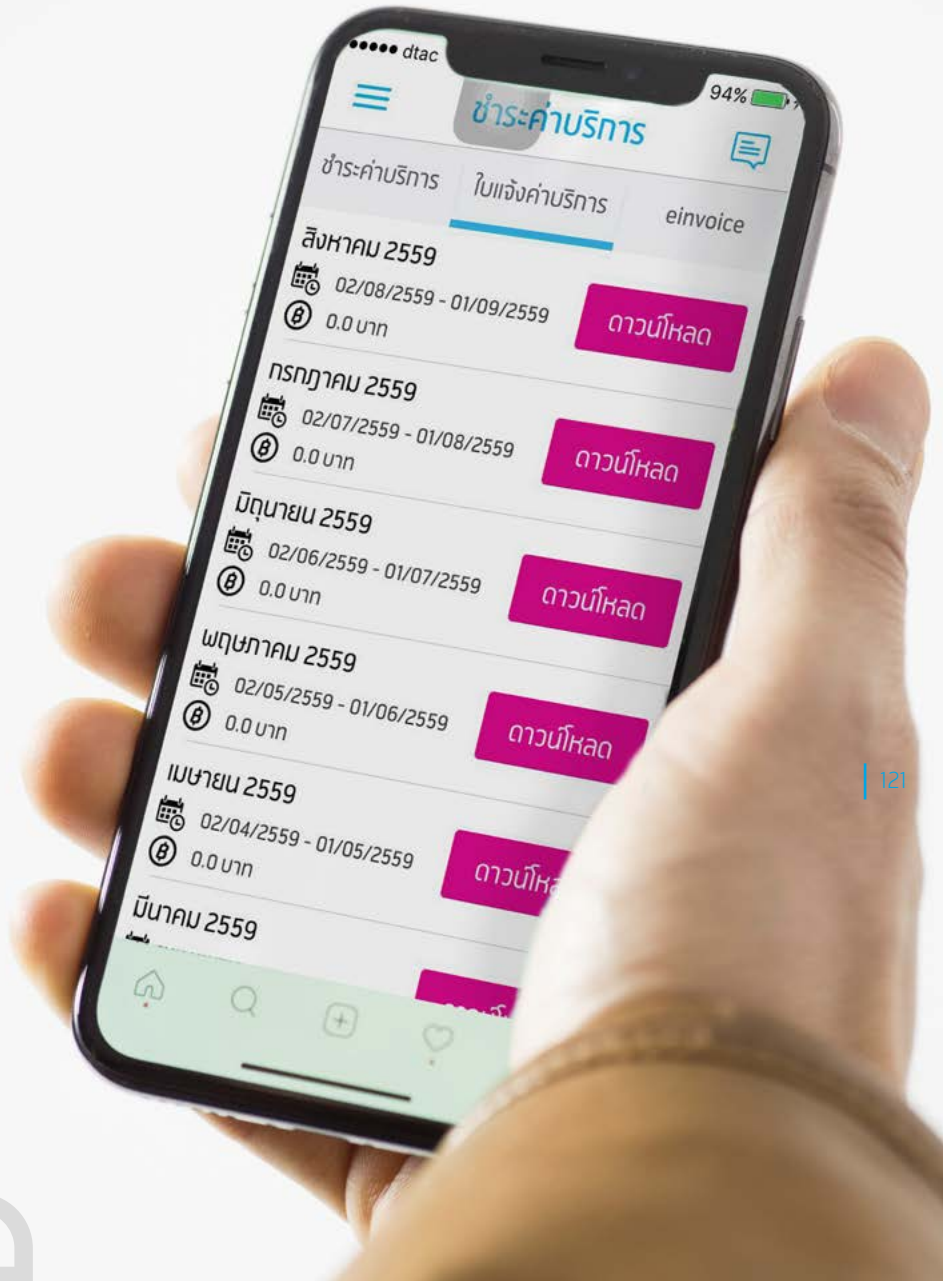 dtac
94%
ชำระค่าบริการ
ชำระค่าบริการ ใบแจ้งค่าบริการ einvoice
สิงหาคม 2559
02/08/2559 - 01/09/2559
ดาวน์โหลด
0.0 บาท
กรกฎาคม 2559
02/07/2559 - 01/08/2559
ดาวน์โหลด
0.0 บาท
มิถุนายน 2559
02/06/2559 - 01/07/2559
ดาวน์โหลด
0.0 บาท
พฤษภาคม 2559
02/05/2559 - 01/06/2559
ดาวน์โหลด
0.0 บาท
เมษายน 2559
02/04/2559 - 01/05/2559
0.0 บาท
มีนาคม 2559
121